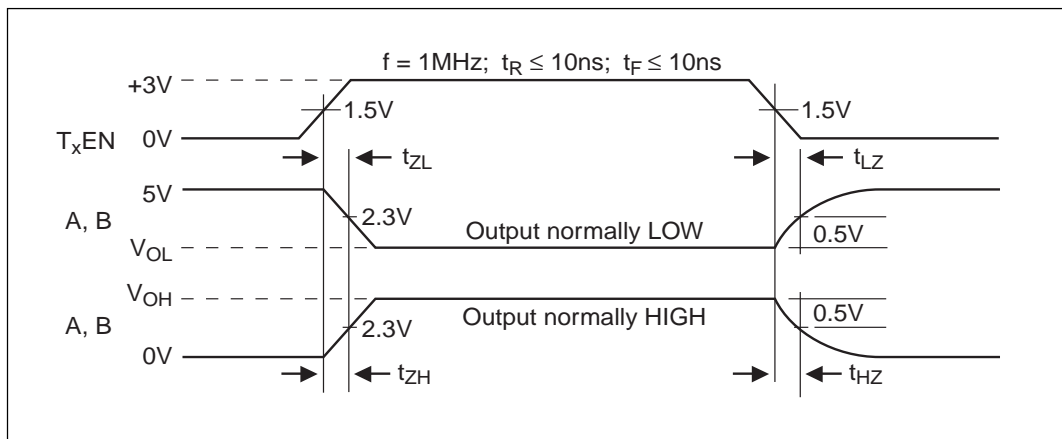 f = 1MHz; tR ≤ 10ns; tF ≤ 10ns
+3V
1.5V
1.5V
TxEN
0V
tZL
tLZ
5V
A, B
2.3V
Output normally LOW
0.5V
VOL
VOH
A, B
2.3V
Output normally HIGH
0.5V
0V
tZH
tHZ